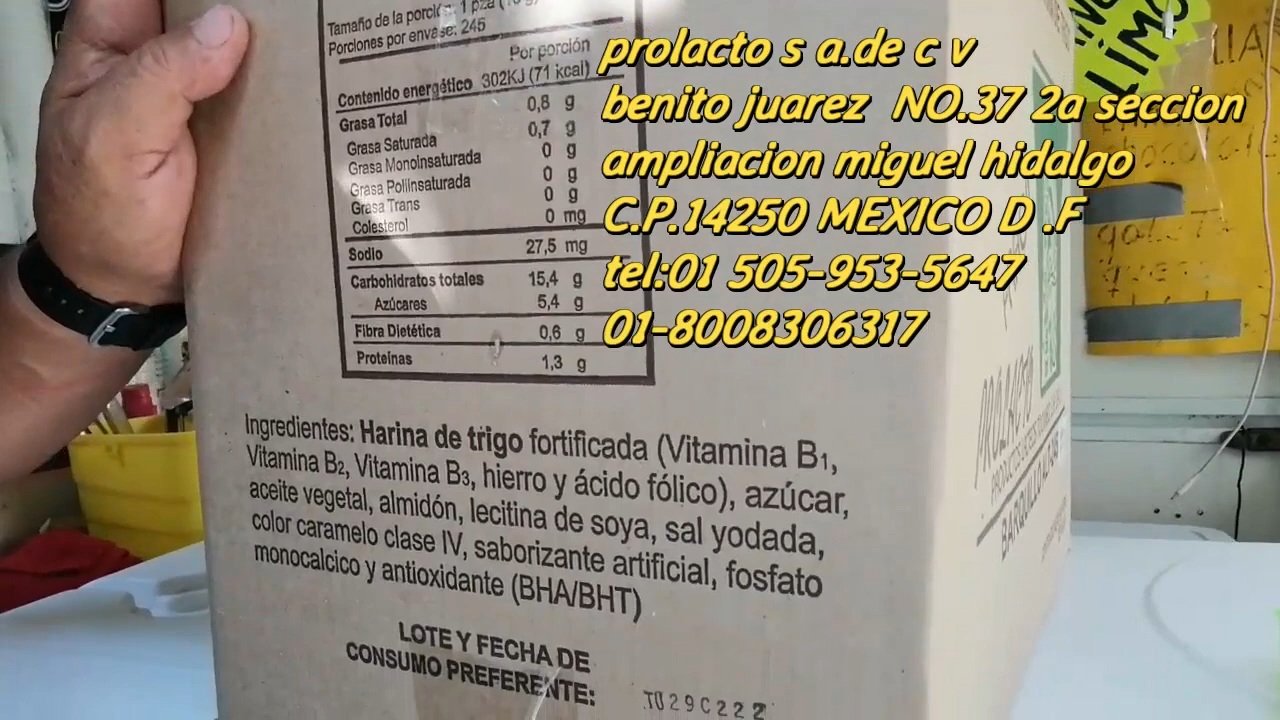 Tamaño de la porción: 1 pza
Porciones por envase: 245
Por porción
Contenido energético 302KJ (71 kcal)
Grasa Total 0,8 g
Grasa Saturada 0,7 g
Grasa Monoinsaturada 0 g
Grasa Poliinsaturada 0 g
Grasa Trans 0 g
Colesterol 0 mg
Sodio 27,5 mg
Carbohidratos totales 15,4 g
Azúcares 5,4 g
Fibra Dietética 0,6 g
Proteínas 1,3 g
prolacto s a.de c v
benito juarez NO.37 2a seccion
ampliacion miguel hidalgo
C.P.14250 MEXICO D .F
tel:01 505-953-5647
01-8008306317
Ingredientes: Harina de trigo fortificada (Vitamina B₁,
Vitamina B₂, Vitamina B₃, hierro y ácido fólico), azúcar,
aceite vegetal, almidón, lecitina de soya, sal yodada,
color caramelo clase IV, saborizante artificial, fosfato
monocalcico y antioxidante (BHA/BHT)
LOTE Y FECHA DE
CONSUMO PREFERENTE:
TU29C222
LIMO
PROLACTO